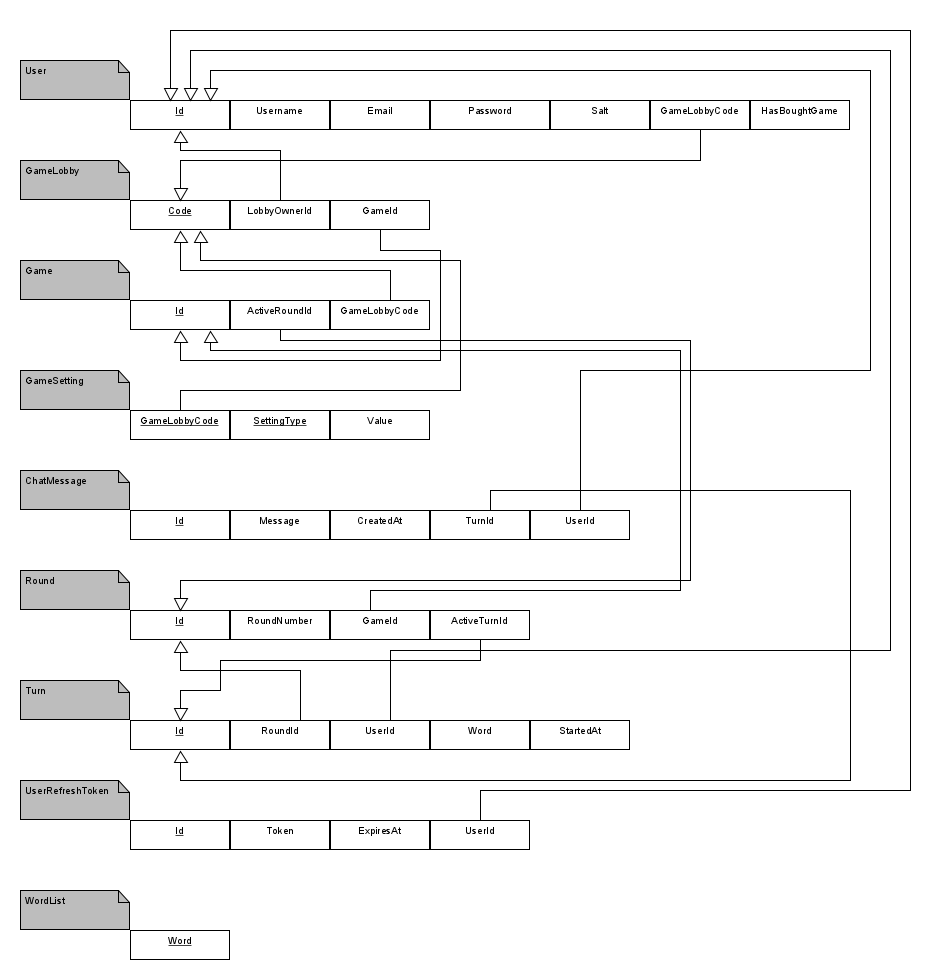 User
Id Username Email Password Salt GameLobbyCode HasBoughtGame
GameLobby
Code LobbyOwnerId GameId
Game
Id ActiveRoundId GameLobbyCode
GameSetting
GameLobbyCode SettingType Value
ChatMessage
Id Message CreatedAt TurnId UserId
Round
Id RoundNumber GameId ActiveTurnId
Turn
Id RoundId UserId Word StartedAt
UserRefreshToken
Id Token ExpiresAt UserId
WordList
Word